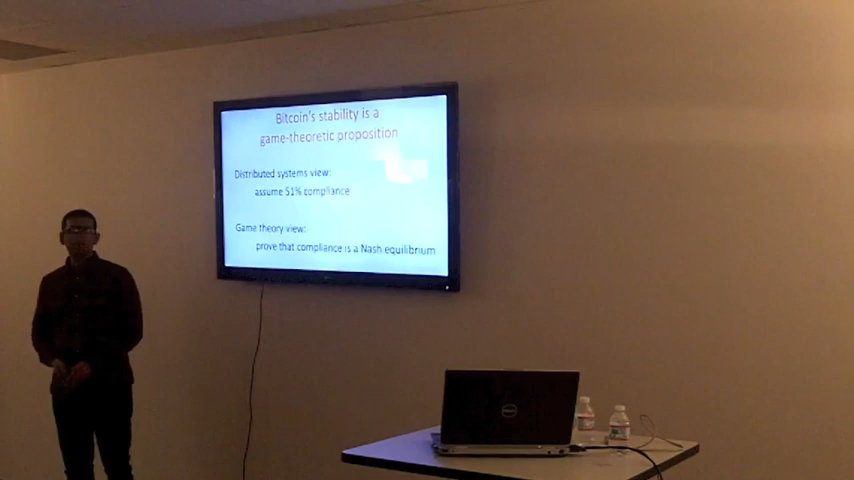 Bitcoin's stability is a
game-theoretic proposition
Distributed systems view:
assume 51% compliance
Game theory view:
prove that compliance is a Nash equilibrium
DELL